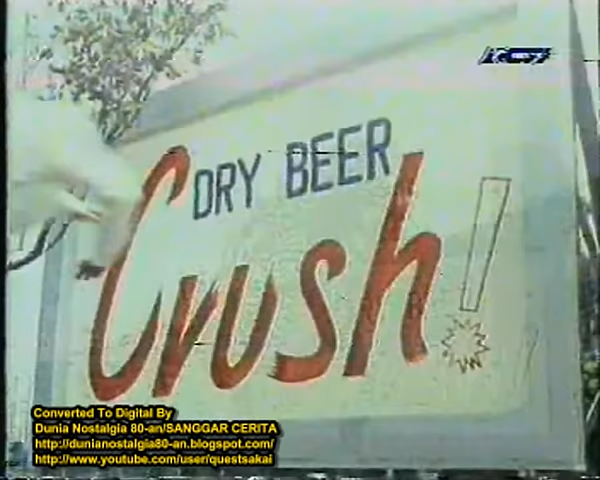 DRY BEER
Crush!
Converted To Digital By
Dunia Nostalgia 80-an/SANGGAR CERITA
http://dunianostalgia80-an.blogspot.com/
http://www.youtube.com/user/questsakai